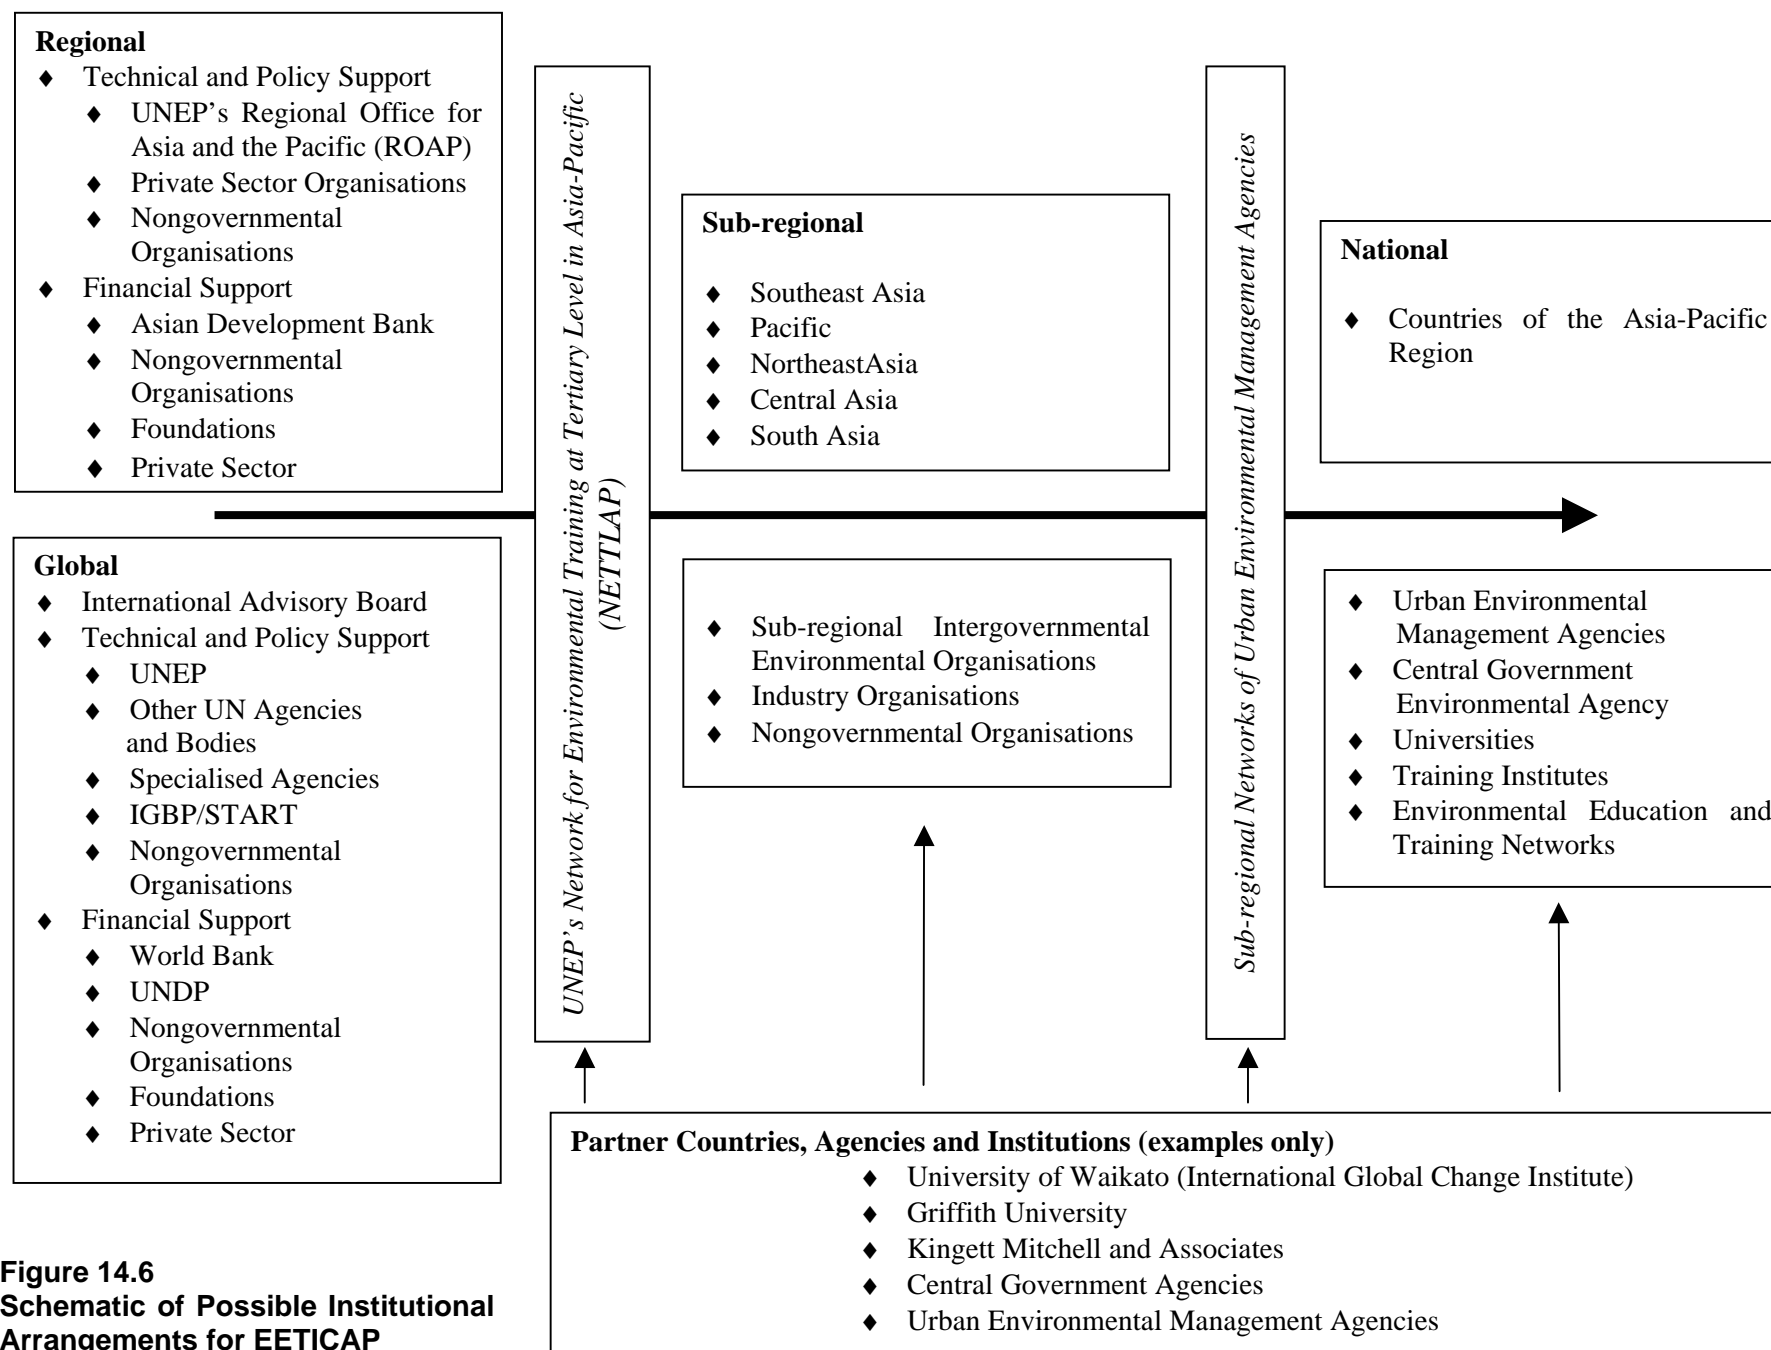 Regional
♦ Technical and Policy Support
♦ UNEP's Regional Office for
Asia and the Pacific (ROAP)
♦ Private Sector Organisations
♦ Nongovernmental
Organisations
♦ Financial Support
♦ Asian Development Bank
♦ Nongovernmental
Organisations
♦ Foundations
♦ Private Sector
Global
♦ International Advisory Board
♦ Technical and Policy Support
♦ UNEP
♦ Other UN Agencies
and Bodies
♦ Specialised Agencies
♦ IGBP/START
♦ Nongovernmental
Organisations
♦ Financial Support
♦ World Bank
♦ UNDP
♦ Nongovernmental
Organisations
♦ Foundations
♦ Private Sector
UNEP's Network for Environmental Training at Tertiary Level in Asia-Pacific
(NETTLAP)
Sub-regional
♦ Southeast Asia
♦ Pacific
♦ NortheastAsia
♦ Central Asia
♦ South Asia
♦ Sub-regional Intergovernmental
Environmental Organisations
♦ Industry Organisations
♦ Nongovernmental Organisations
Sub-regional Networks of Urban Environmental Management Agencies
National
♦ Countries of the Asia-Pacific
Region
♦ Urban Environmental
Management Agencies
♦ Central Government
Environmental Agency
♦ Universities
♦ Training Institutes
♦ Environmental Education and
Training Networks
Partner Countries, Agencies and Institutions (examples only)
♦ University of Waikato (International Global Change Institute)
♦ Griffith University
♦ Kingett Mitchell and Associates
♦ Central Government Agencies
♦ Urban Environmental Management Agencies
Figure 14.6
Schematic of Possible Institutional
Arrangements for EETICAP